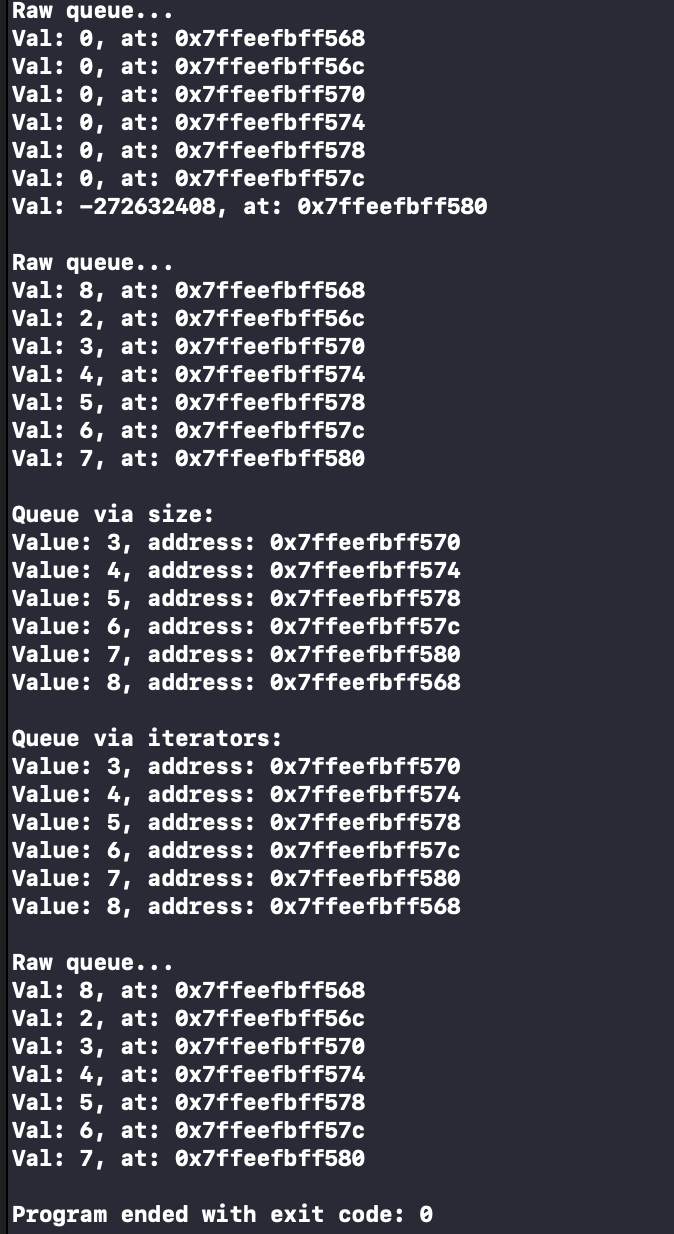 Raw queue...
Val: 0, at: 0x7ffeefbff568
Val: 0, at: 0x7ffeefbff56c
Val: 0, at: 0x7ffeefbff570
Val: 0, at: 0x7ffeefbff574
Val: 0, at: 0x7ffeefbff578
Val: 0, at: 0x7ffeefbff57c
Val: -272632408, at: 0x7ffeefbff580
Raw queue...
Val: 8, at: 0x7ffeefbff568
Val: 2, at: 0x7ffeefbff56c
Val: 3, at: 0x7ffeefbff570
Val: 4, at: 0x7ffeefbff574
Val: 5, at: 0x7ffeefbff578
Val: 6, at: 0x7ffeefbff57c
Val: 7, at: 0x7ffeefbff580
Queue via size:
Value: 3, address: 0x7ffeefbff570
Value: 4, address: 0x7ffeefbff574
Value: 5, address: 0x7ffeefbff578
Value: 6, address: 0x7ffeefbff57c
Value: 7, address: 0x7ffeefbff580
Value: 8, address: 0x7ffeefbff568
Queue via iterators:
Value: 3, address: 0x7ffeefbff570
Value: 4, address: 0x7ffeefbff574
Value: 5, address: 0x7ffeefbff578
Value: 6, address: 0x7ffeefbff57c
Value: 7, address: 0x7ffeefbff580
Value: 8, address: 0x7ffeefbff568
Raw queue...
Val: 8, at: 0x7ffeefbff568
Val: 2, at: 0x7ffeefbff56c
Val: 3, at: 0x7ffeefbff570
Val: 4, at: 0x7ffeefbff574
Val: 5, at: 0x7ffeefbff578
Val: 6, at: 0x7ffeefbff57c
Val: 7, at: 0x7ffeefbff580
Program ended with exit code: 0